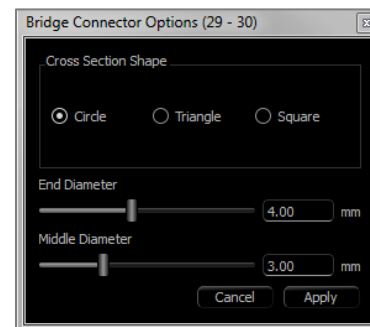 Bridge Connector Options (29 - 30)
Cross Section Shape
Circle Triangle Square
End Diameter
4.00 mm
Middle Diameter
3.00 mm
Cancel Apply